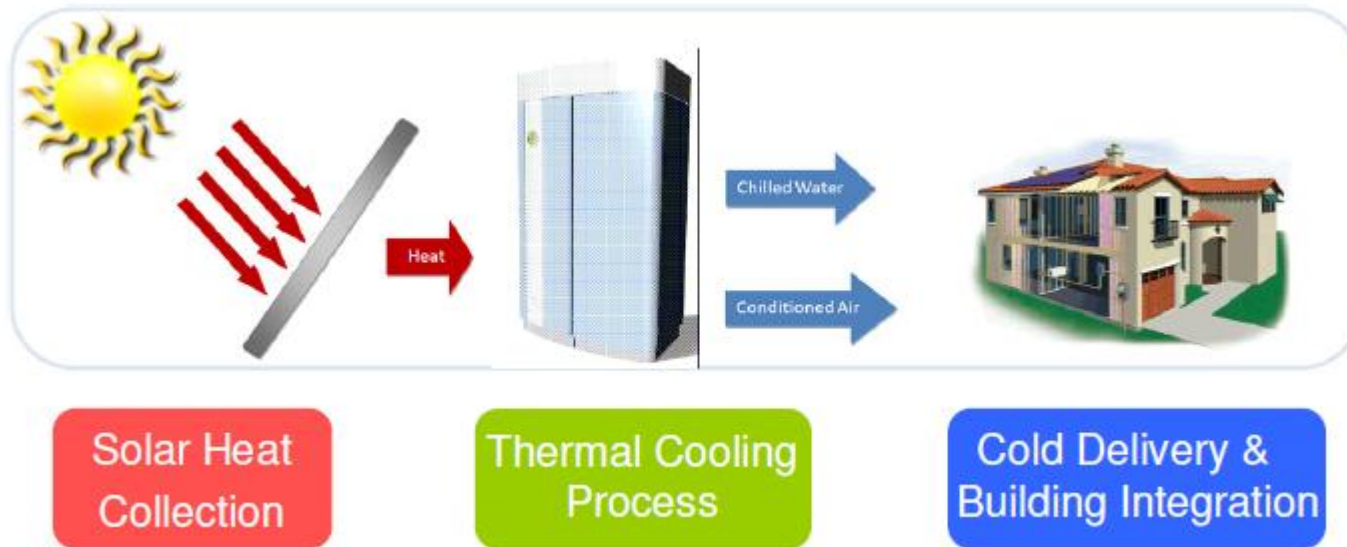 Heat
Chilled Water
Conditioned Air
Solar Heat
Collection
Thermal Cooling
Process
Cold Delivery &
Building Integration